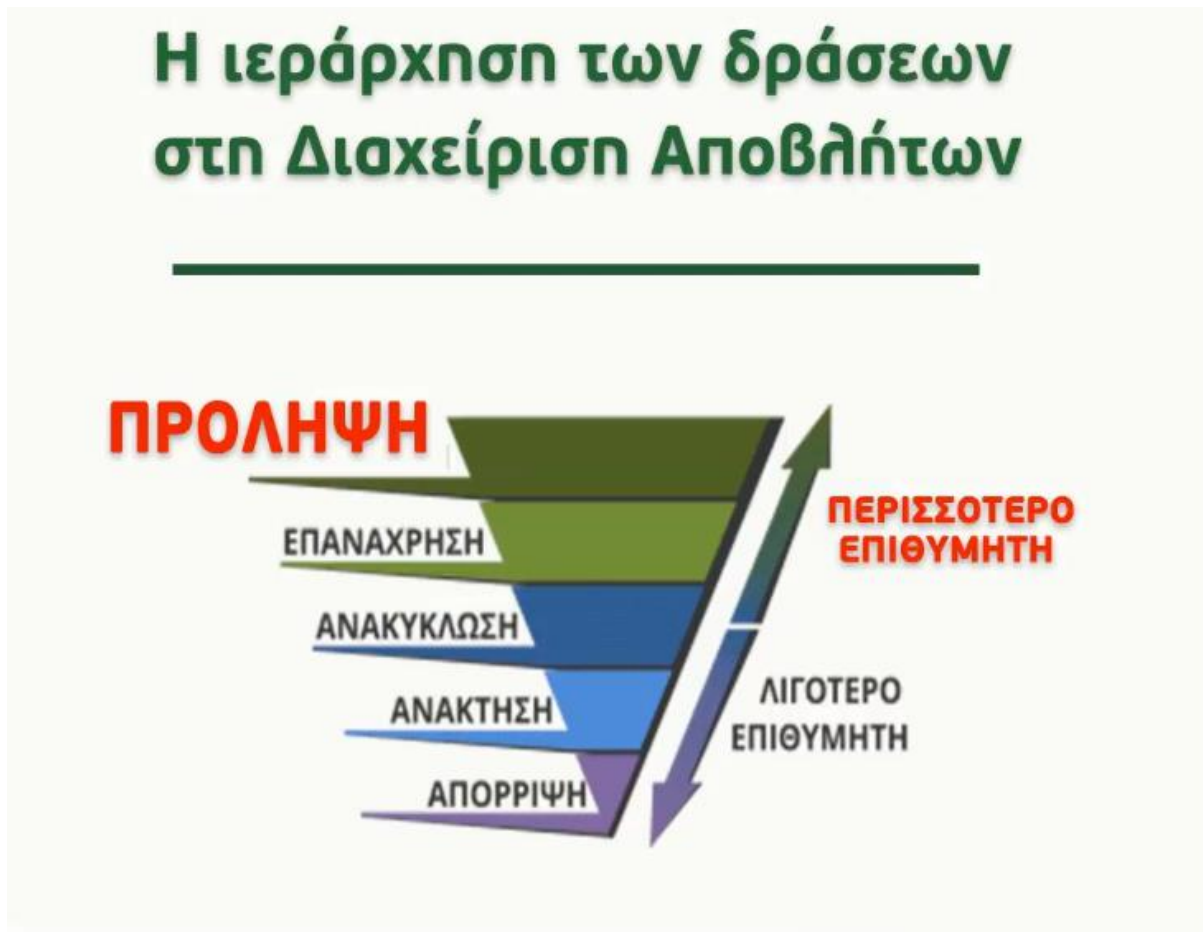 Η ιεράρχηση των δράσεων
στη Διαχείριση Αποβλήτων
ΠΡΟΛΗΨΗ
ΕΠΑΝΑΧΡΗΣΗ
ΑΝΑΚΥΚΛΩΣΗ
ΑΝΑΚΤΗΣΗ
ΑΠΟΡΡΙΨΗ
ΠΕΡΙΣΣΟΤΕΡΟ
ΕΠΙΘΥΜΗΤΗ
ΛΙΓΟΤΕΡΟ
ΕΠΙΘΥΜΗΤΗ